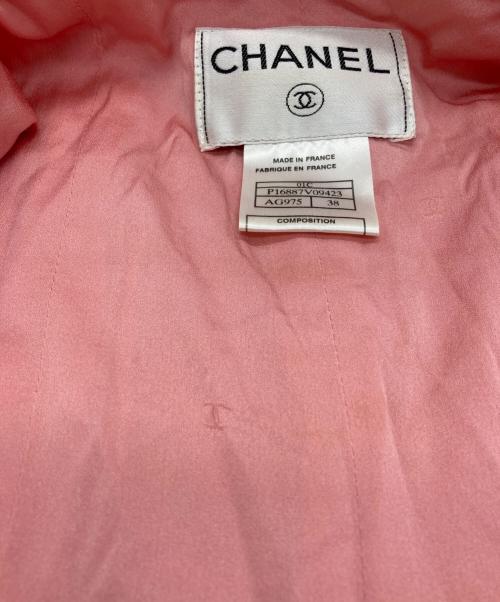 CHANEL
MADE IN FRANCE
FABRIQUE EN FRANCE
01C
P16887V09423
AG975 38
COMPOSITION